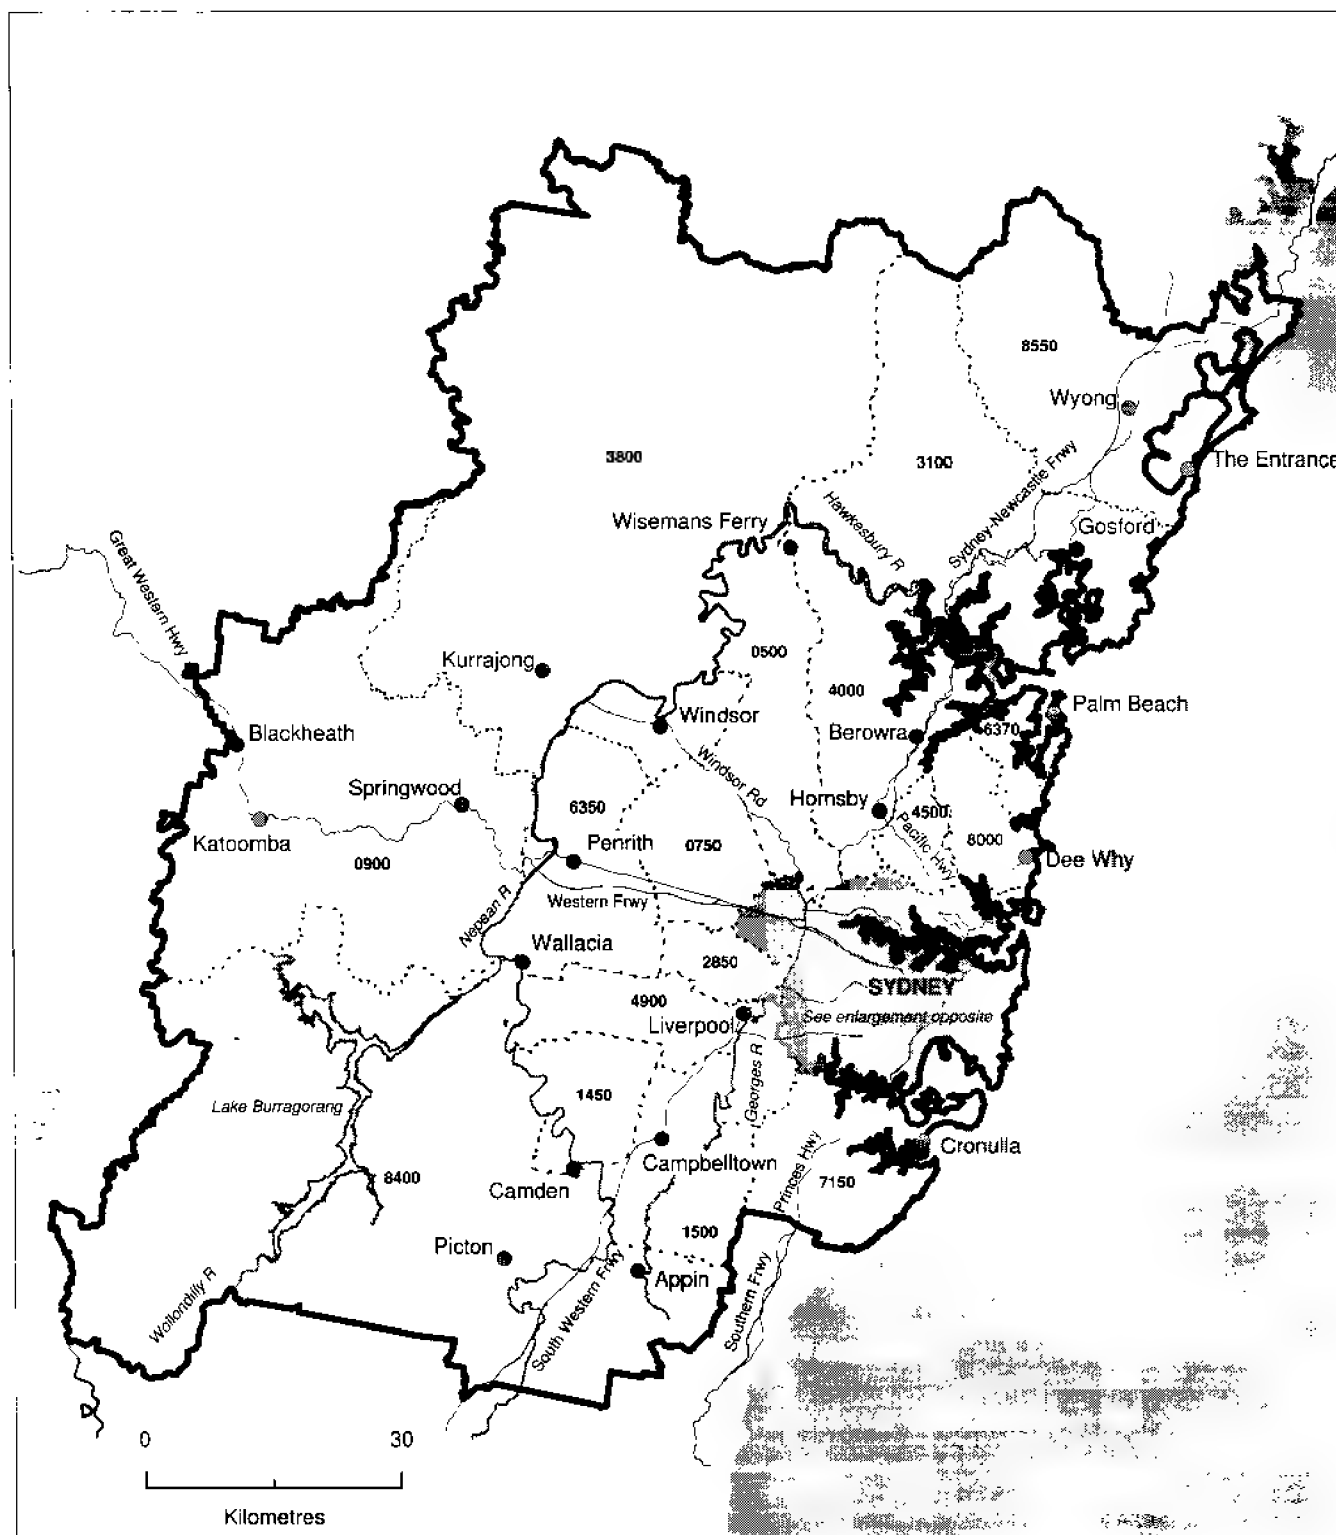 8550
Wyong
3800
3100
Sydney-Newcastle Frwy
The Entrance
Wisemans Ferry
Hawkesbury R
Gosford
Great Western Hwy
Kurrajong
0500
4000
Windsor
Palm Beach
Blackheath
Berowra
6370
Springwood
Windsor Rd
Hornsby
4500
Katoomba
6350
Penrith
0750
Pacific Hwy
8000
Dee Why
0900
Nepean R
Western Frwy
Wallacia
2850
4900
SYDNEY
Liverpool
See enlargement opposite
Lake Burragorang
1450
Georges R
8400
Campbelltown
Princes Hwy
Cronulla
Camden
7150
Picton
1500
Appin
Wollondilly R
South Western Frwy
Southern Frwy
0 30
Kilometres